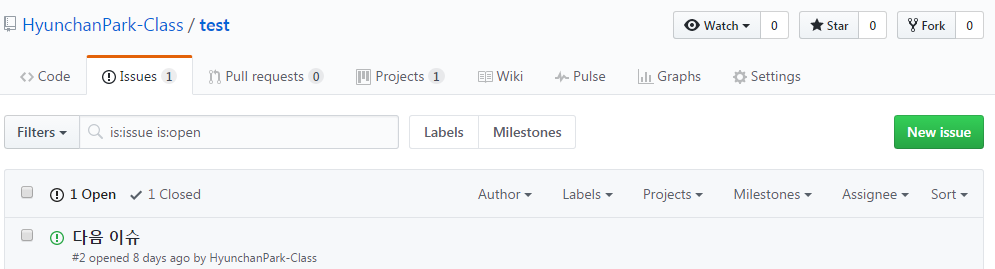 HyunchanPark-Class / test
Watch 0 Star 0 Fork 0
Code Issues 1 Pull requests 0 Projects 1 Wiki Pulse Graphs Settings
Filters is:issue is:open Labels Milestones New issue
1 Open 1 Closed Author Labels Projects Milestones Assignee Sort
다음 이슈
#2 opened 8 days ago by HyunchanPark-Class